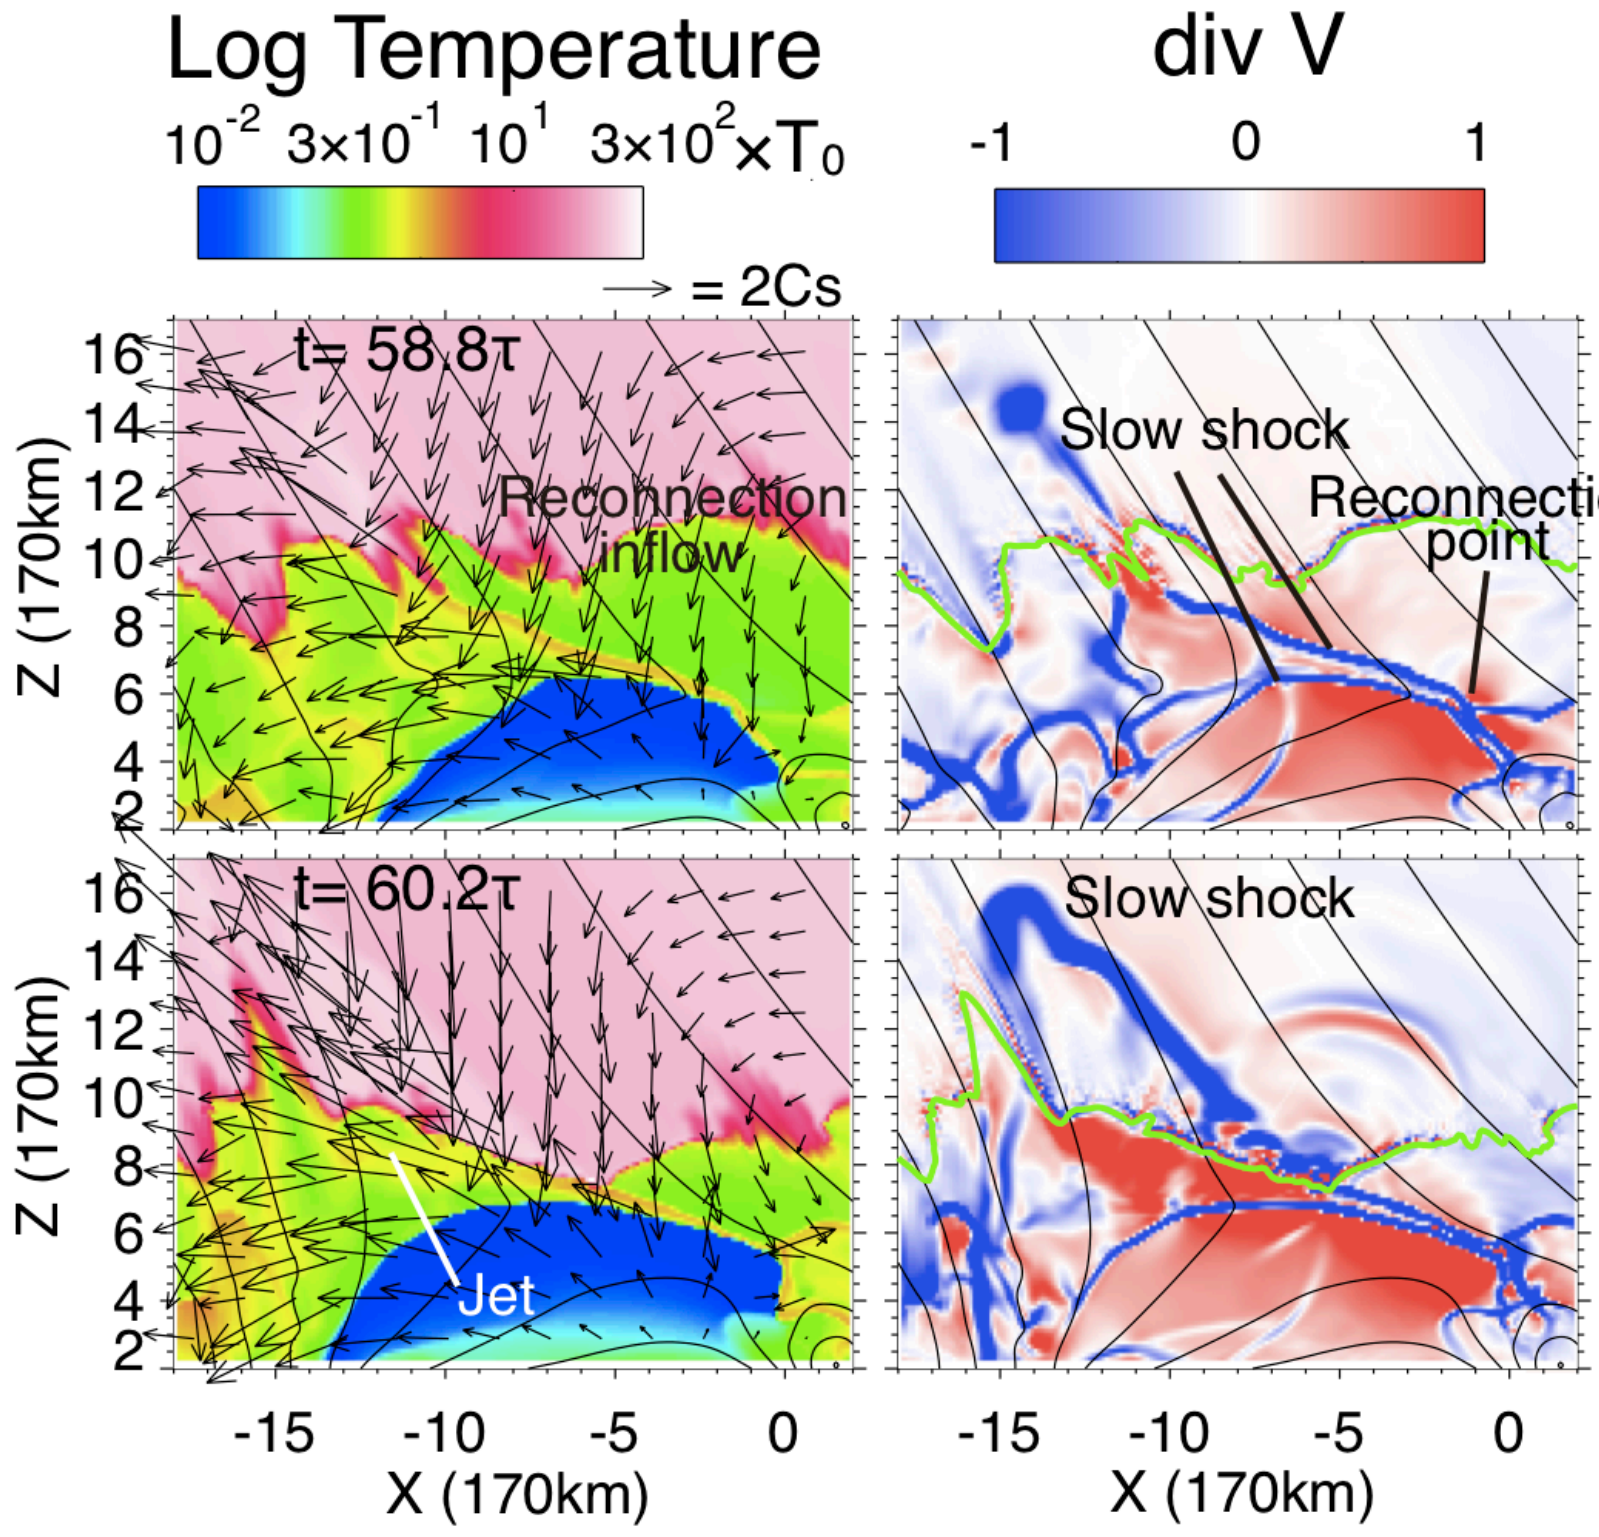 Log Temperature
div V
10^-2 3×10^-1 10^1 3×10^2 ×T_0
-1 0 1
→ = 2Cs
t= 58.8τ
Reconnection
inflow
Slow shock
Reconnecti
point
16
14
12
10
8
6
4
2
Z (170km)
t= 60.2τ
Jet
Slow shock
16
14
12
10
8
6
4
2
Z (170km)
-15 -10 -5 0
-15 -10 -5 0
X (170km)
X (170km)